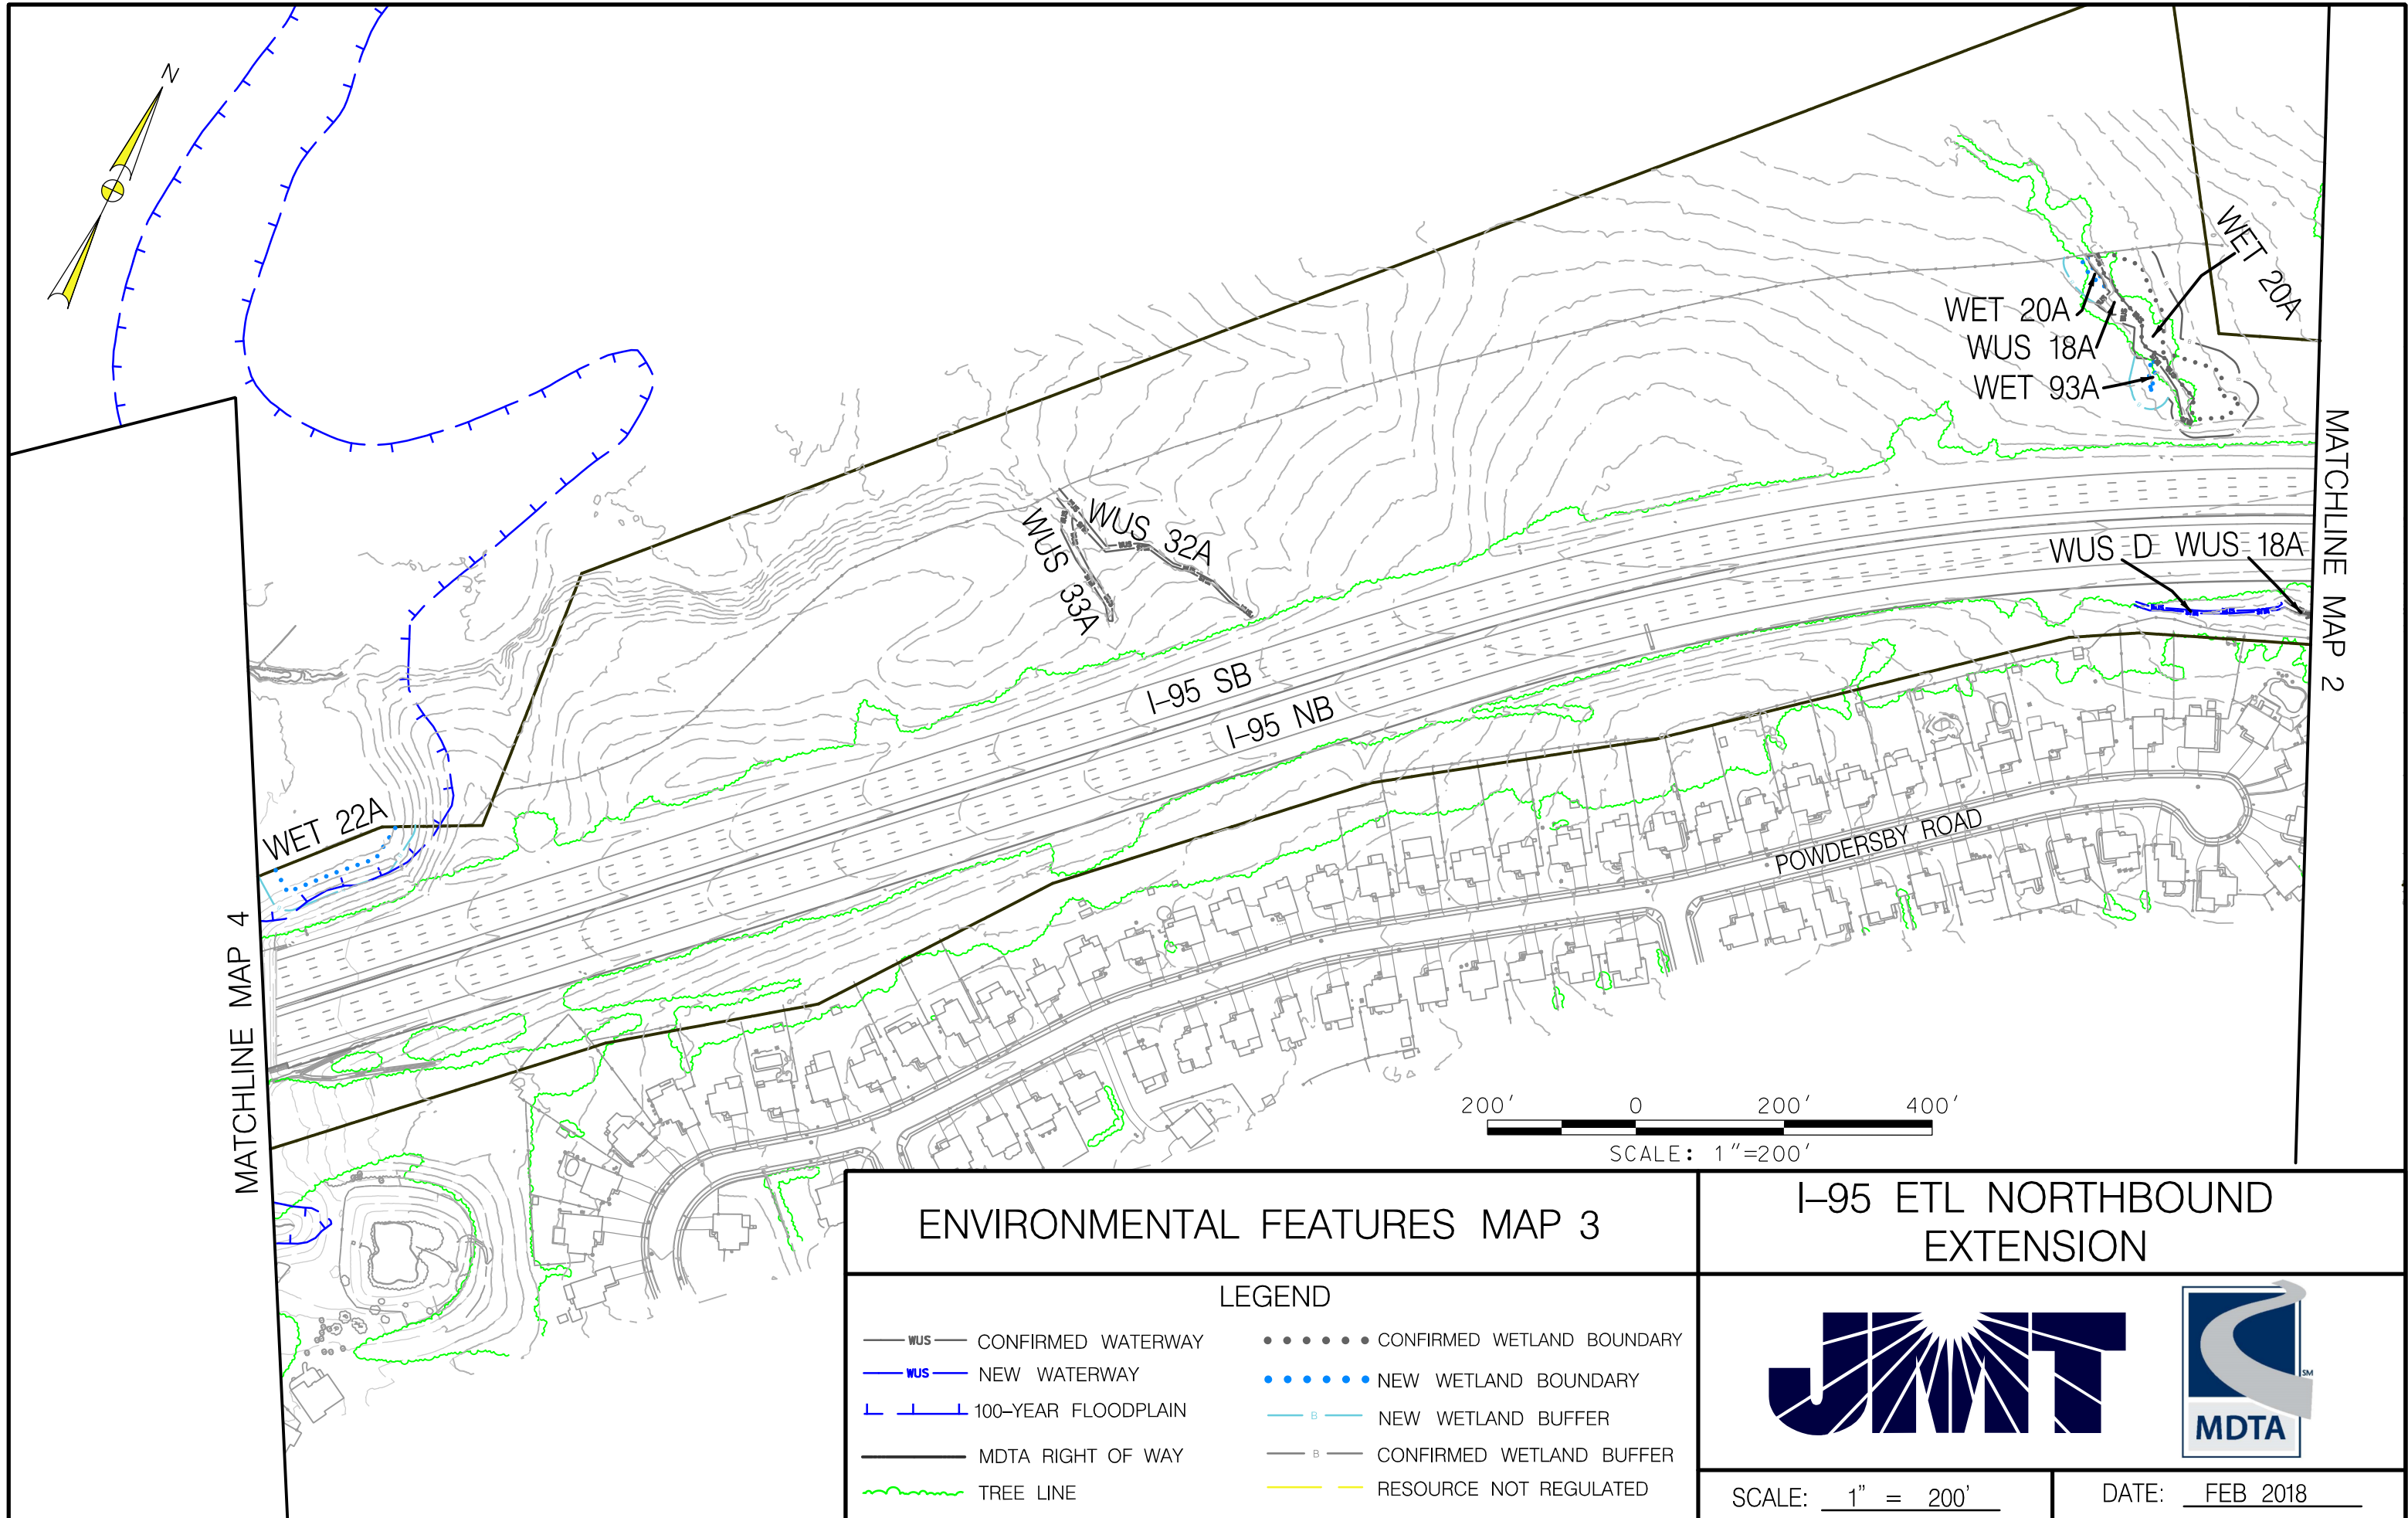 N
WET 20A
WET 20A
WUS 18A
WET 93A
MATCHLINE MAP 2
WUS 32A
WUS 33A
WUS D WUS 18A
I-95 SB
I-95 NB
WET 22A
POWDERSBY ROAD
MATCHLINE MAP 4
200' 0 200' 400'
SCALE: 1"=200'
ENVIRONMENTAL FEATURES MAP 3
I-95 ETL NORTHBOUND
EXTENSION
LEGEND
WUS CONFIRMED WATERWAY
WUS NEW WATERWAY
100-YEAR FLOODPLAIN
MDTA RIGHT OF WAY
TREE LINE
CONFIRMED WETLAND BOUNDARY
NEW WETLAND BOUNDARY
B NEW WETLAND BUFFER
B CONFIRMED WETLAND BUFFER
RESOURCE NOT REGULATED
JMT
SM
MDTA
SCALE: 1" = 200'
DATE: FEB 2018